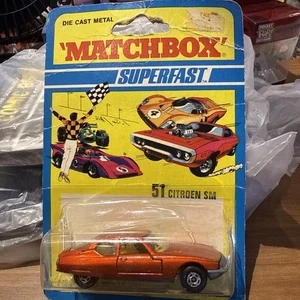 DIE CAST METAL
'MATCHBOX'
SUPERFAST
51 CITROEN SM